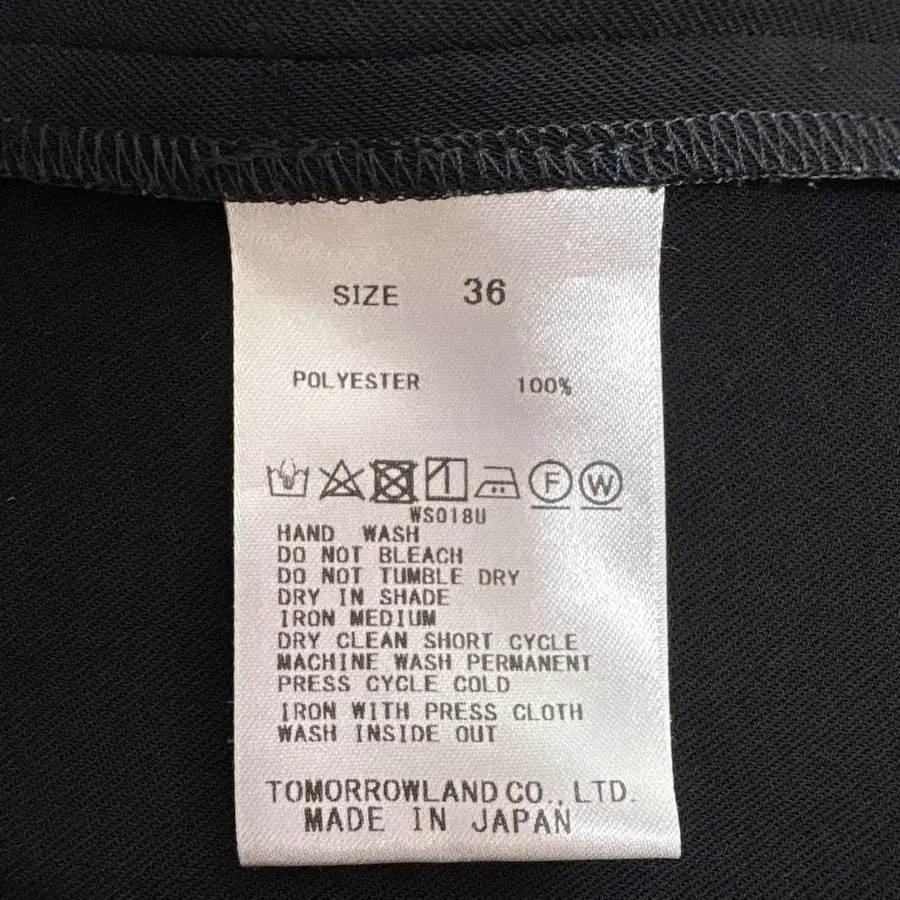 SIZE 36
POLYESTER 100%
F W
WS018U
HAND WASH
DO NOT BLEACH
DO NOT TUMBLE DRY
DRY IN SHADE
IRON MEDIUM
DRY CLEAN SHORT CYCLE
MACHINE WASH PERMANENT
PRESS CYCLE COLD
IRON WITH PRESS CLOTH
WASH INSIDE OUT
TOMORROWLAND CO., LTD.
MADE IN JAPAN